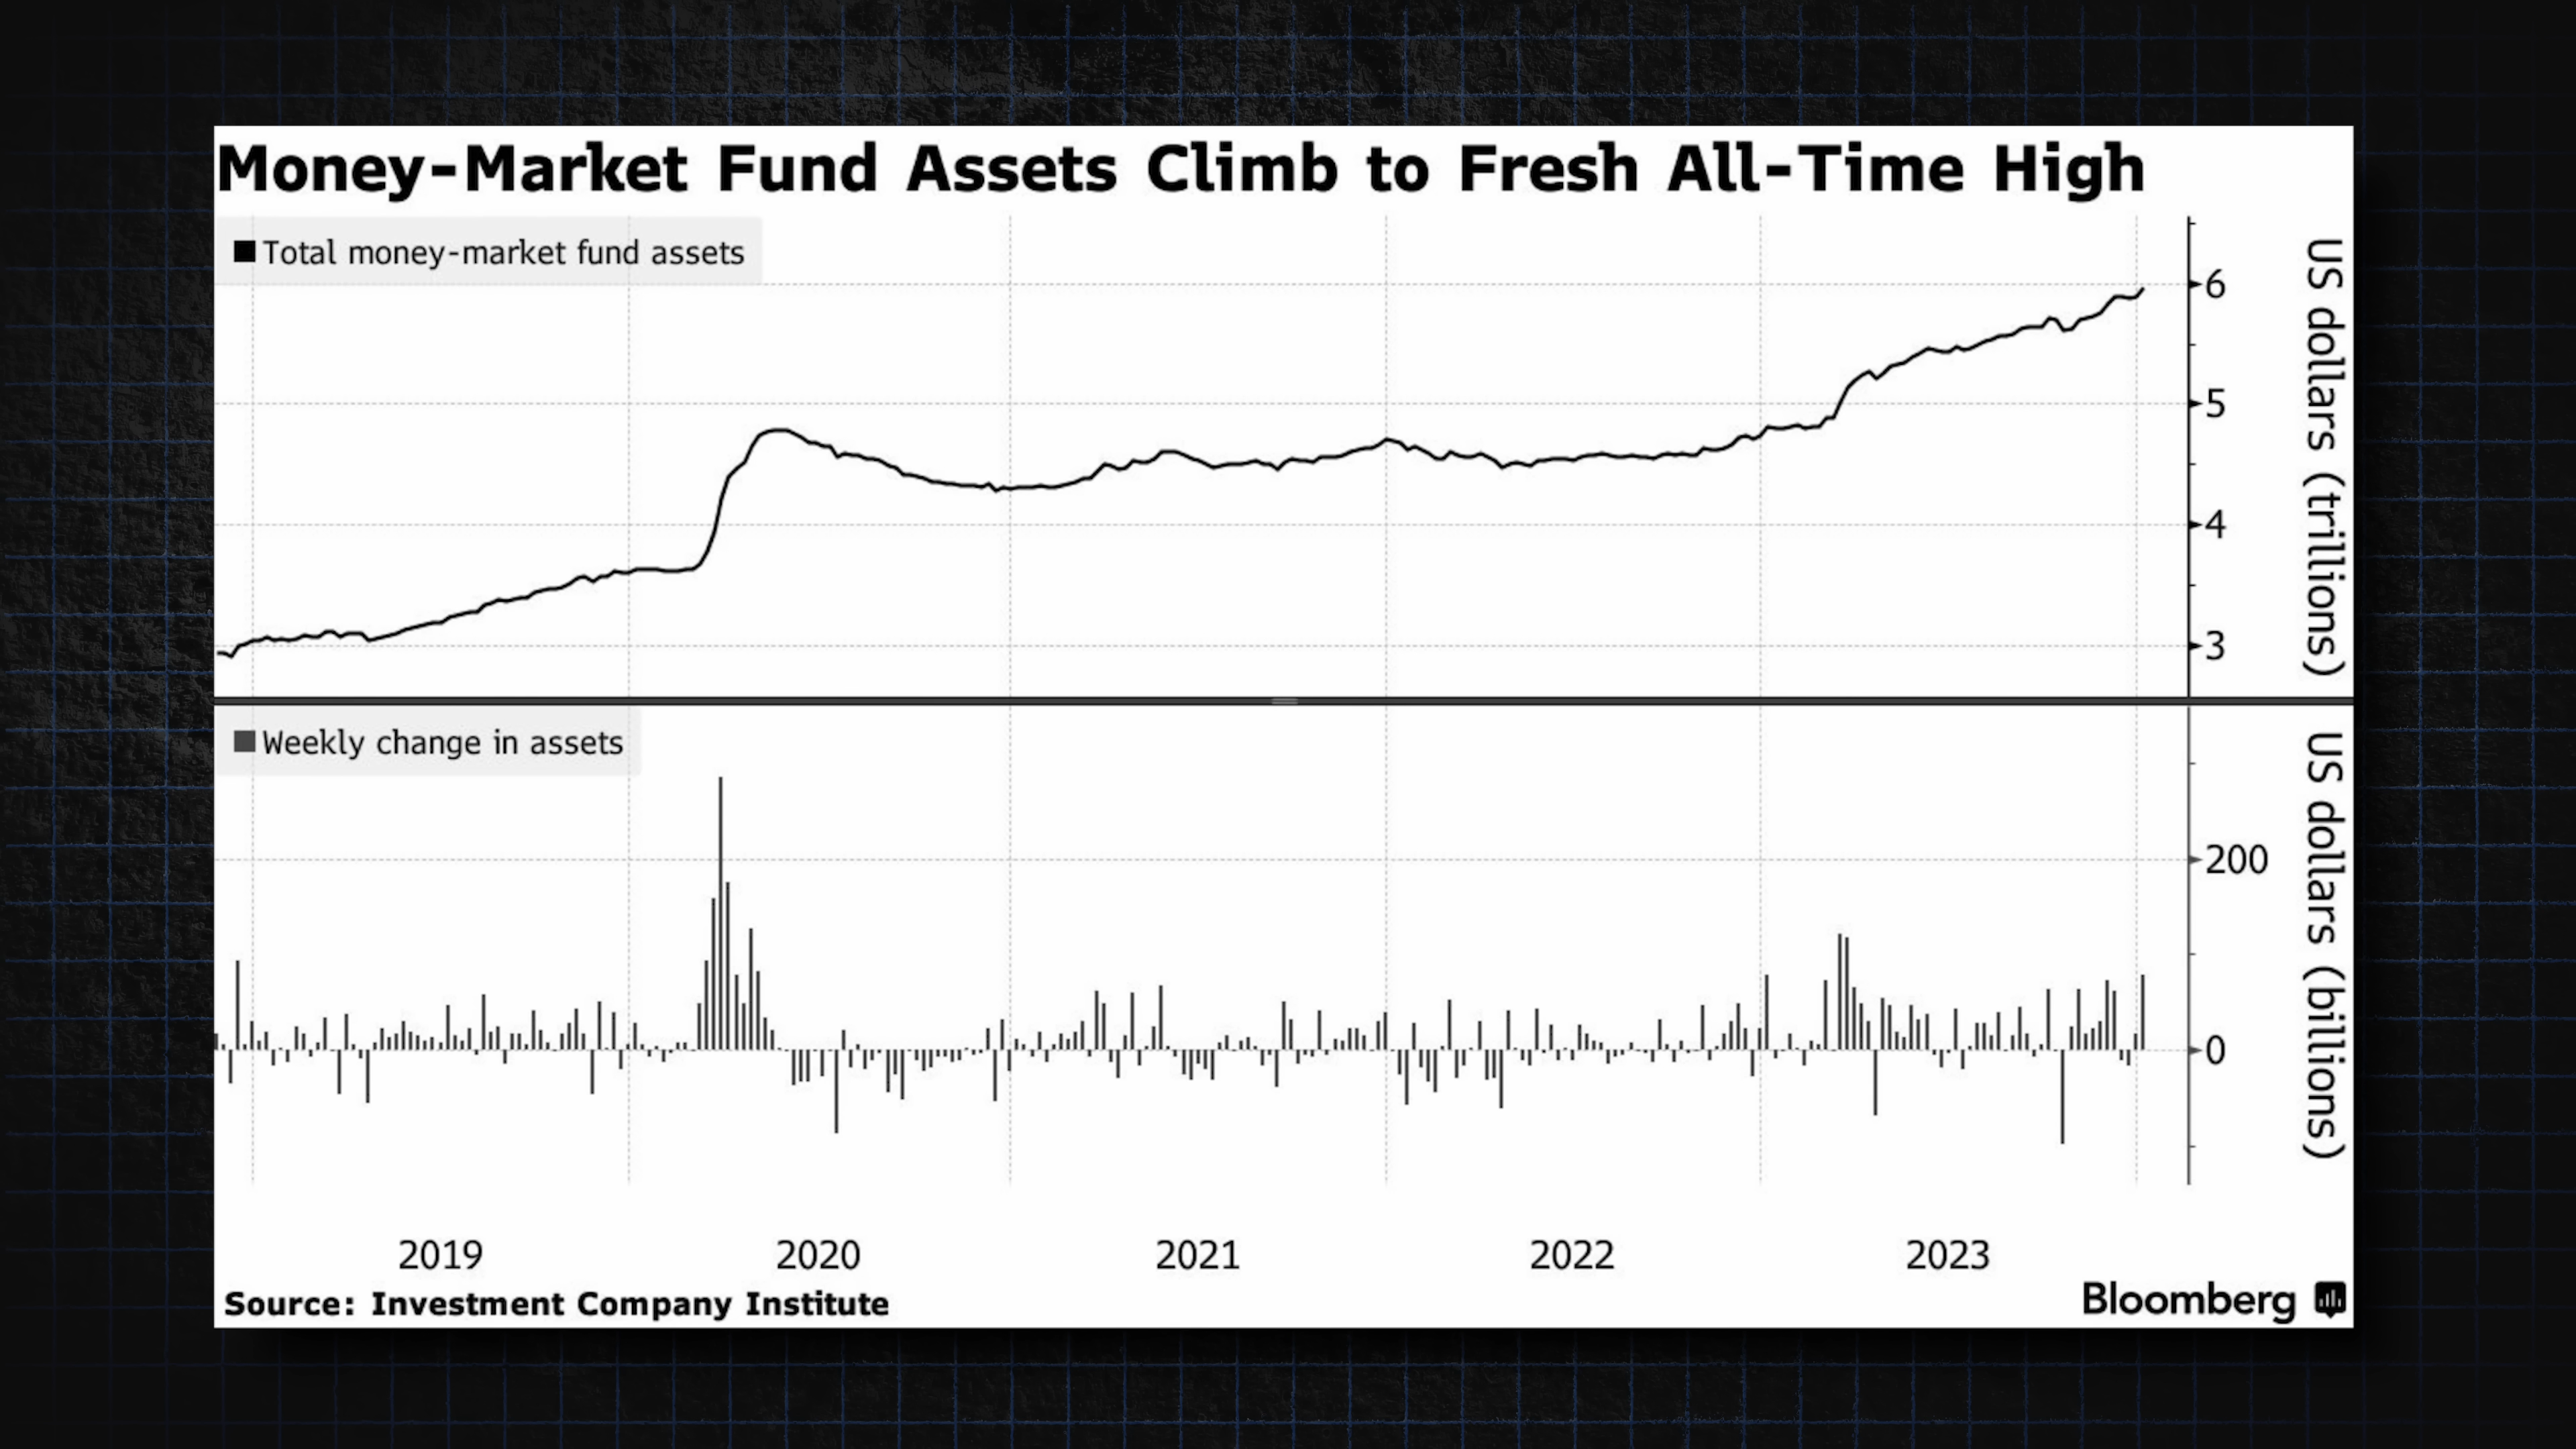 Money-Market Fund Assets Climb to Fresh All-Time High
Total money-market fund assets
6
5
4
3
US dollars (trillions)
Weekly change in assets
200
0
US dollars (billions)
2019 2020 2021 2022 2023
Source: Investment Company Institute
Bloomberg